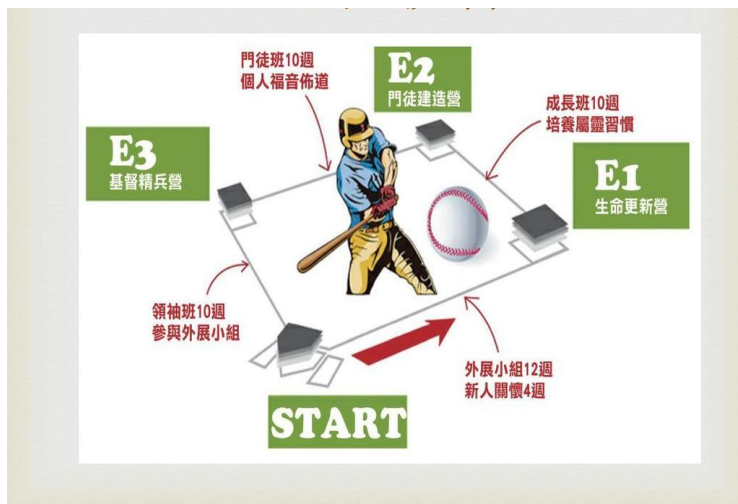 門徒班10週
個人福音佈道
E2
門徒建造營
成長班10週
培養屬靈習慣
E3
基督精兵營
E1
生命更新營
領袖班10週
參與外展小組
外展小組12週
新人關懷4週
START